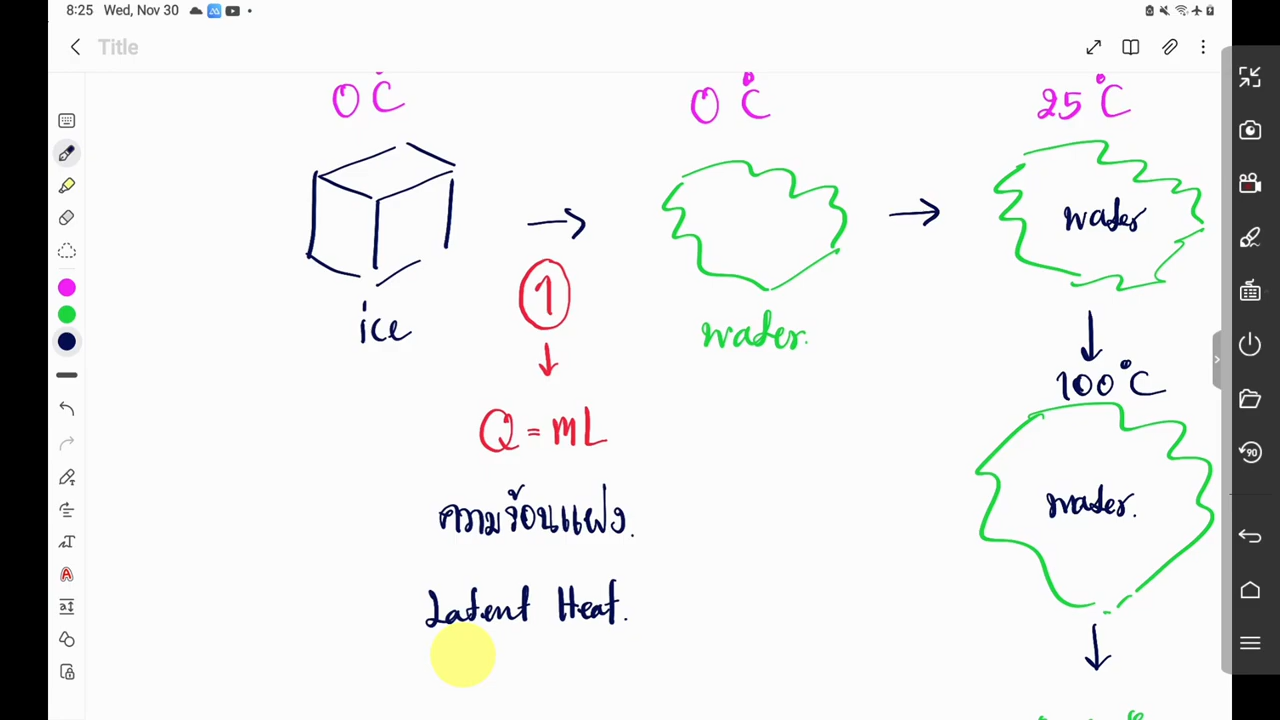 8:25 Wed, Nov 30
Title
0°C
0°C
25°C
water
ice
1
water.
100°C
Q = mL
water.
ความร้อนแฝง.
Latent Heat.